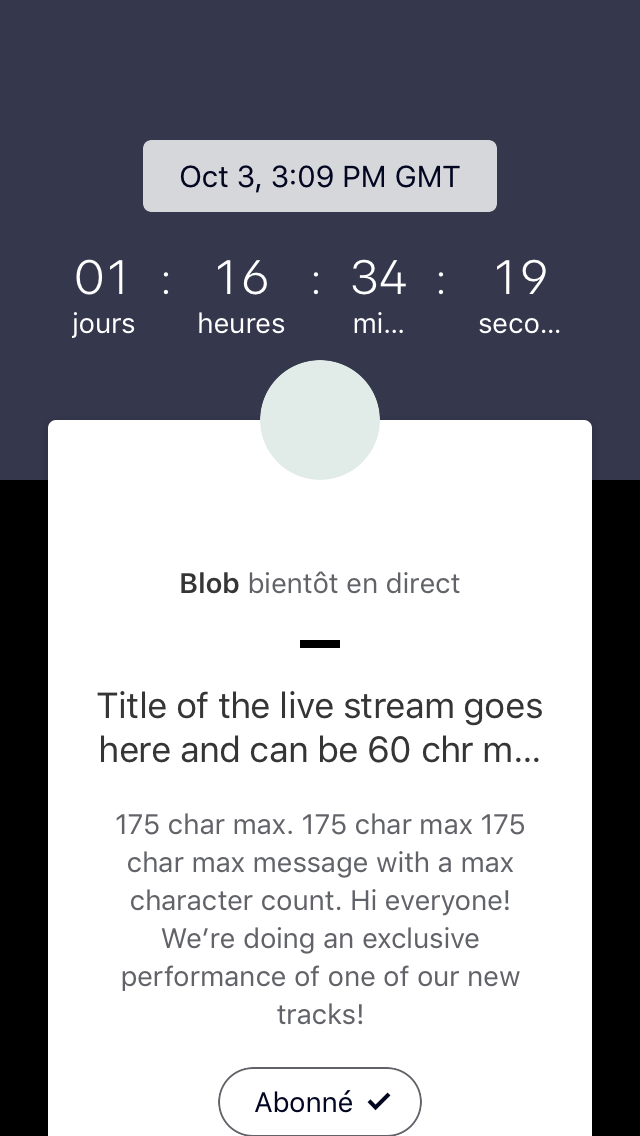 Oct 3, 3:09 PM GMT
01 : 16 : 34 : 19
jours heures mi... seco...
Blob bientôt en direct
Title of the live stream goes
here and can be 60 chr m...
175 char max. 175 char max 175
char max message with a max
character count. Hi everyone!
We’re doing an exclusive
performance of one of our new
tracks!
Abonné